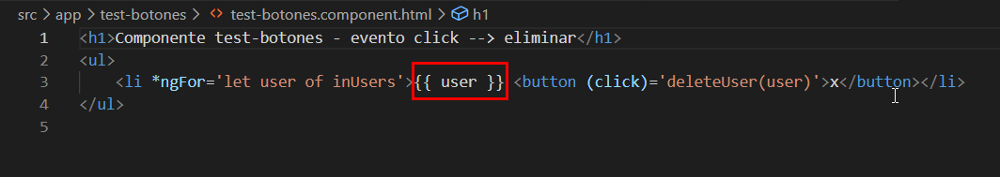 src > app > test-botones > <> test-botones.component.html > h1
1 <h1>Componente test-botones - evento click --> eliminar</h1>
2 <ul>
3 <li *ngFor='let user of inUsers'>{{ user }} <button (click)='deleteUser(user)'>x</button></li>
4 </ul>
5